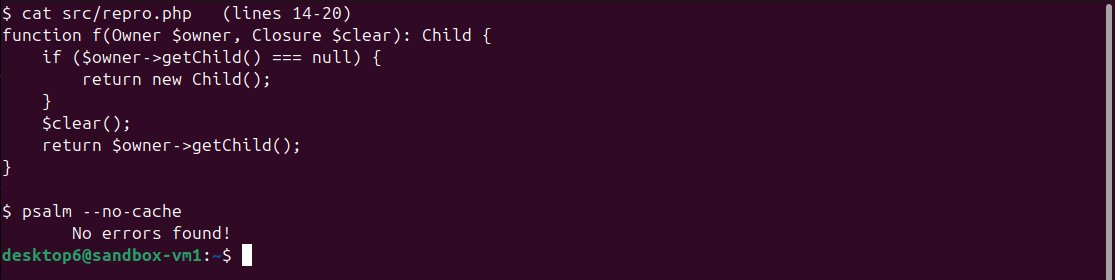 $ cat src/repro.php   (lines 14-20)
function f(Owner $owner, Closure $clear): Child {
    if ($owner->getChild() === null) {
        return new Child();
    }
    $clear();
    return $owner->getChild();
}
$ psalm --no-cache
       No errors found!
desktop6@sandbox-vm1:~$